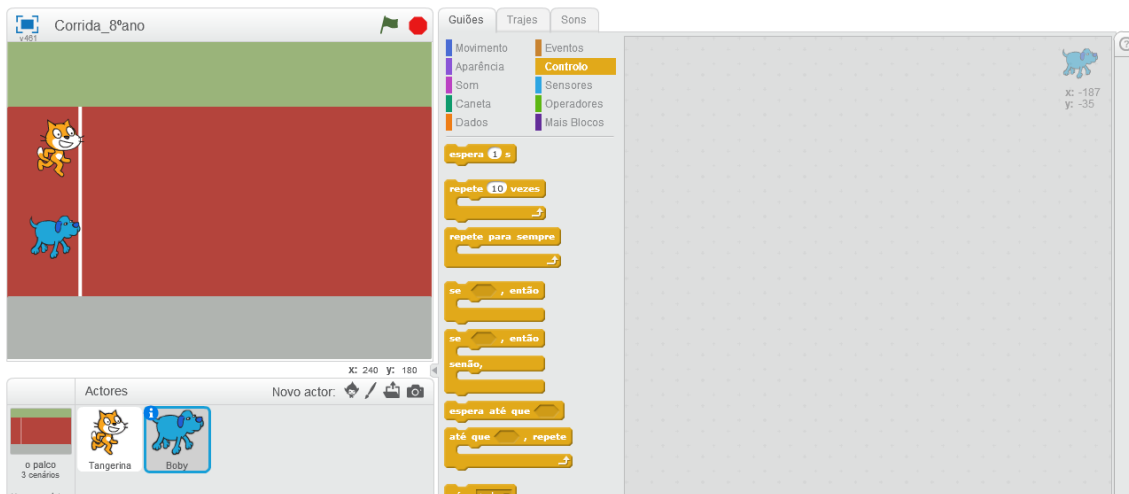 Corrida_8ºano
v461
x: 240 y: 180
Actores
Novo actor:
o palco
3 cenários
Tangerina
Boby
Guiões
Trajes
Sons
Movimento
Eventos
Aparência
Controlo
Som
Sensores
Caneta
Operadores
Dados
Mais Blocos
espera 1 s
repete 10 vezes
repete para sempre
se , então
se , então
senão,
espera até que
até que , repete
x: -187
y: -35
?